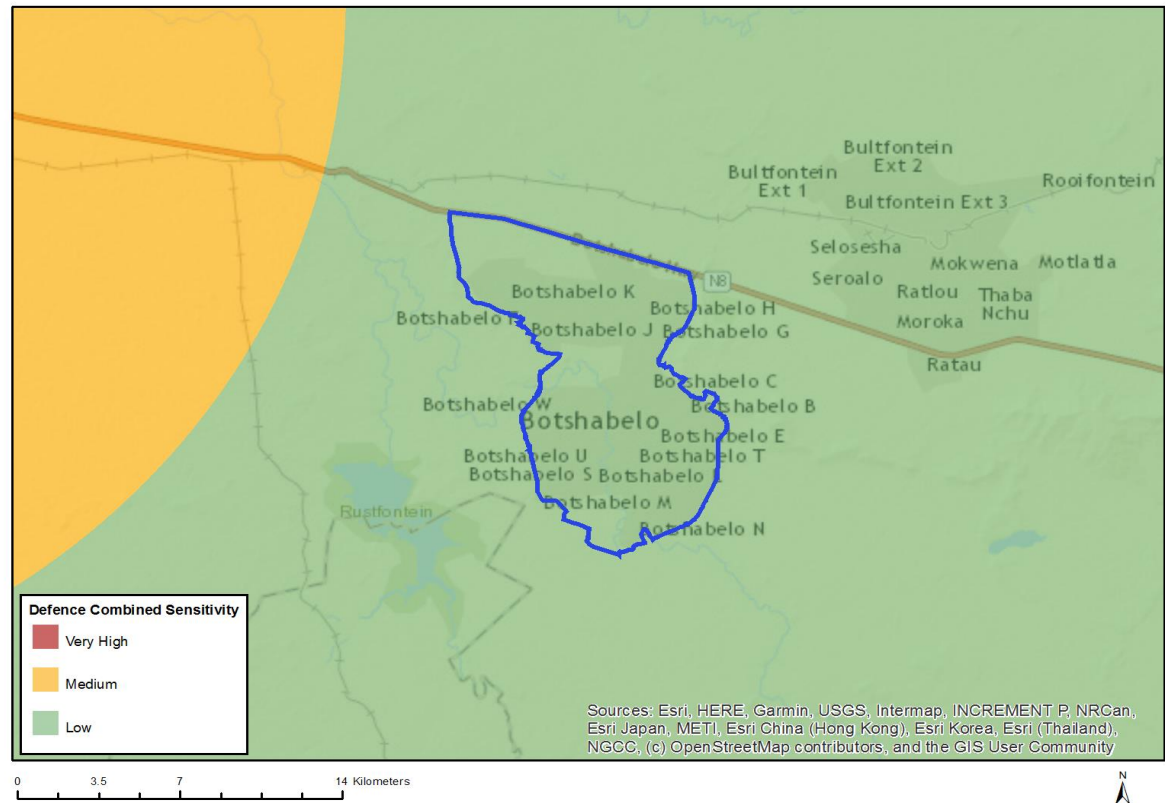 Bultfontein
Ext 2
Bultfontein
Ext 1
Rooifontein
Bultfontein Ext 3
Selosesha
Mokwena
Motlatla
Seroalo
N8
Ratlou
Thaba
Nchu
Moroka
Ratau
Botshabelo K
Botshabelo H
Botshabelo
Botshabelo J
Botshabelo G
Botshabelo C
Botshabelo W
Botshabelo B
Botshabelo
Botshabelo E
Botshabelo U
Botshabelo T
Botshabelo S
Botshabelo
Botshabelo M
Rustfontein
Botshabelo N
Defence Combined Sensitivity
Very High
Medium
Low
Sources: Esri, HERE, Garmin, USGS, Intermap, INCREMENT P, NRCan,
Esri Japan, METI, Esri China (Hong Kong), Esri Korea, Esri (Thailand),
NGCC, (c) OpenStreetMap contributors, and the GIS User Community
0 3.5 7 14 Kilometers
N